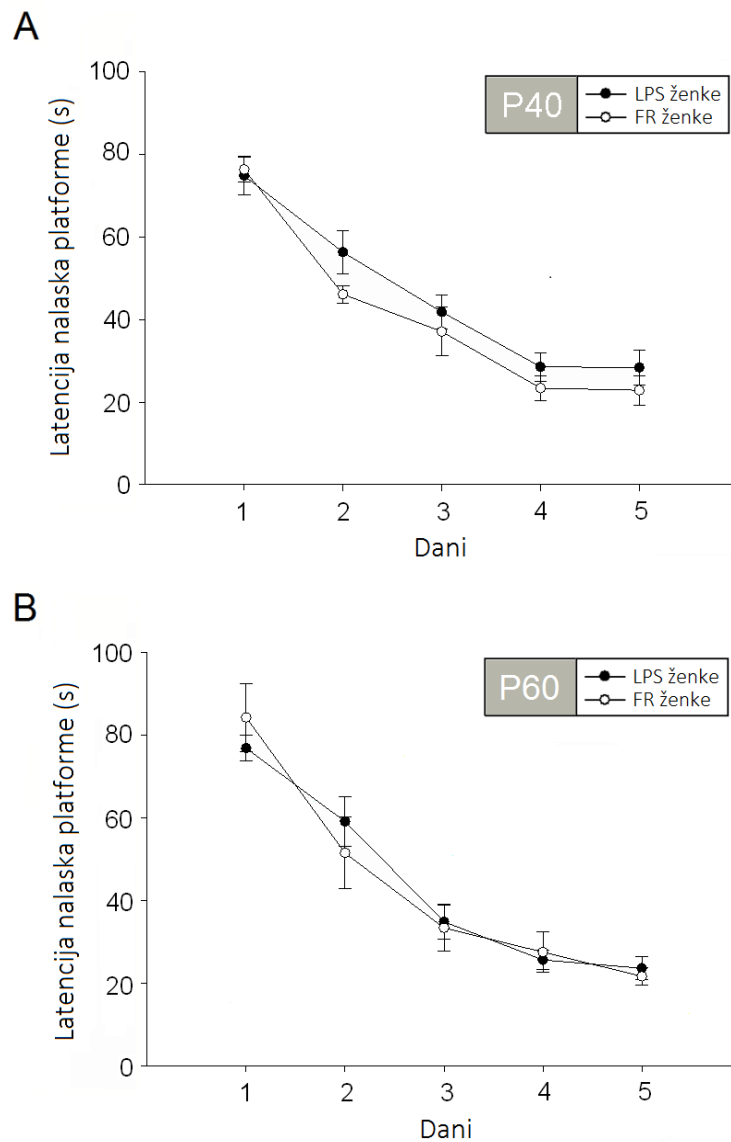 A
100
80
60
40
20
0
Latencija nalaska platforme (s)
P40
LPS ženke
FR ženke
1 2 3 4 5
Dani
B
100
80
60
40
20
0
Latencija nalaska platforme (s)
P60
LPS ženke
FR ženke
1 2 3 4 5
Dani